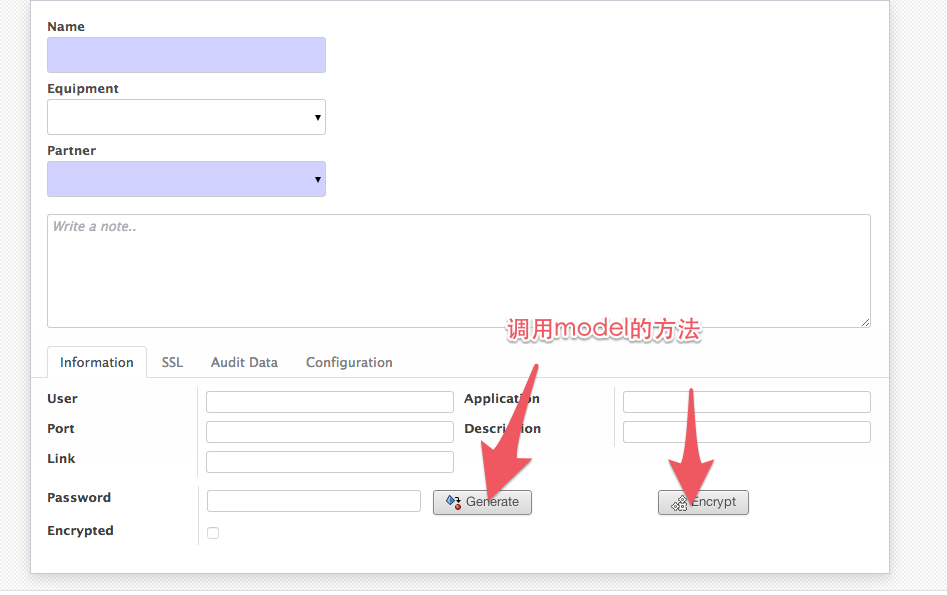 Name
Equipment
Partner
Write a note..
调用model的方法
Information SSL Audit Data Configuration
User Application
Port Description
Link
Password Generate Encrypt
Encrypted